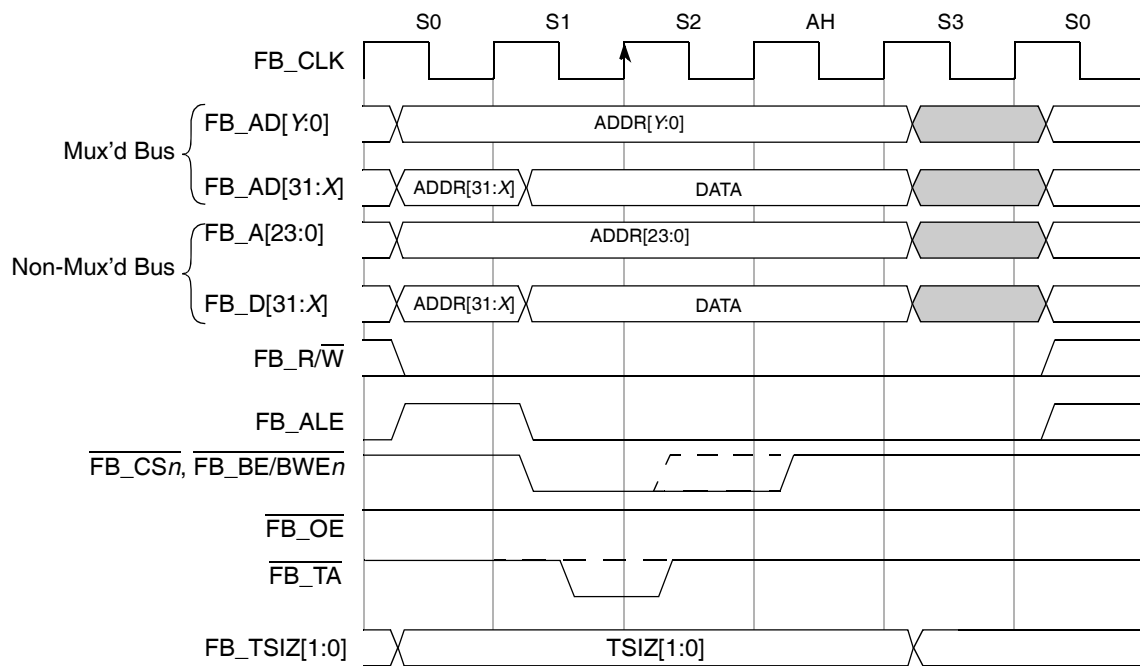 S0 S1 S2 AH S3 S0
FB_CLK
Mux'd Bus
FB_AD[Y:0]
ADDR[Y:0]
FB_AD[31:X]
ADDR[31:X] DATA
Non-Mux'd Bus
FB_A[23:0]
ADDR[23:0]
FB_D[31:X]
ADDR[31:X] DATA
FB_R/W
FB_ALE
FB_CSn, FB_BE/BWEn
FB_OE
FB_TA
FB_TSIZ[1:0]
TSIZ[1:0]